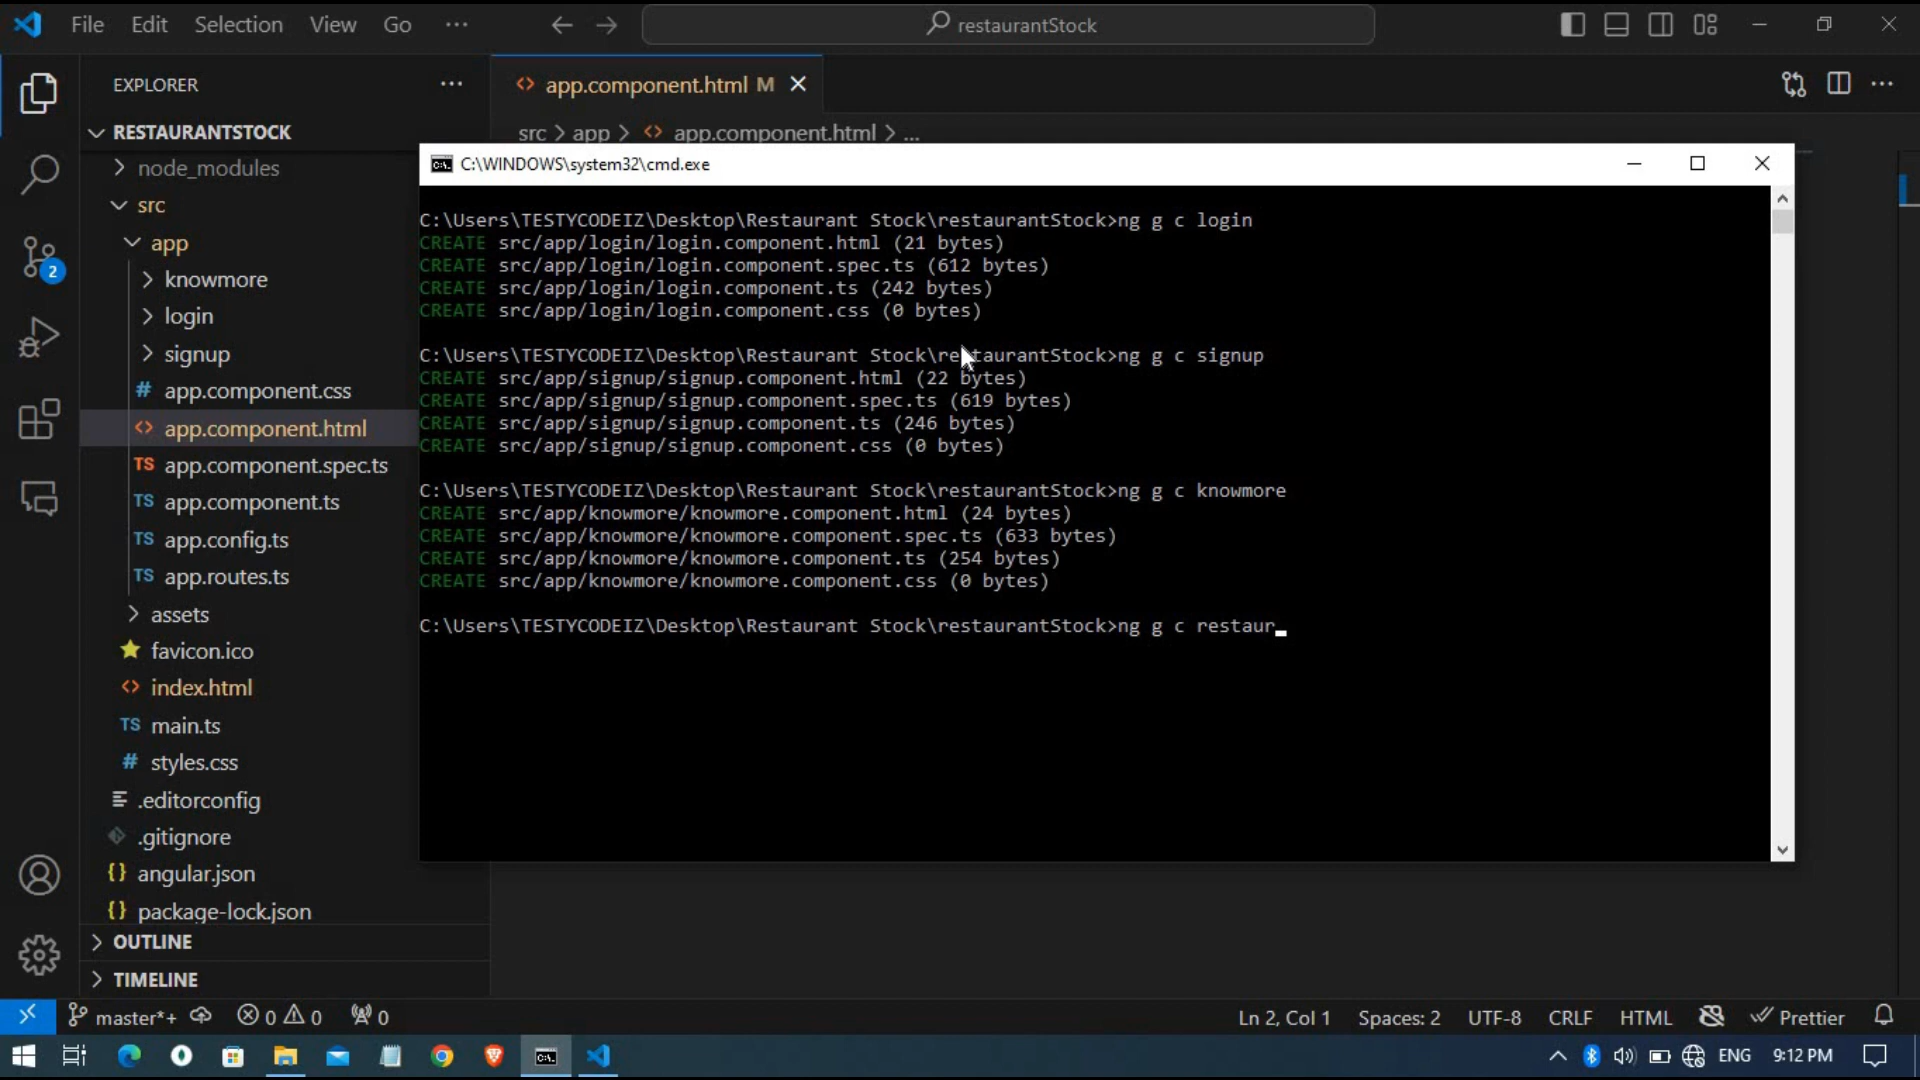 File Edit Selection View Go ···
restaurantStock
EXPLORER ···
app.component.html M
RESTAURANTSTOCK
src > app > app.component.html > ...
node_modules
src
app
knowmore
login
signup
# app.component.css
<> app.component.html
TS app.component.spec.ts
TS app.component.ts
TS app.config.ts
TS app.routes.ts
assets
favicon.ico
<> index.html
TS main.ts
# styles.css
.editorconfig
.gitignore
{} angular.json
{} package-lock.json
OUTLINE
TIMELINE
2
C:\WINDOWS\system32\cmd.exe
C:\Users\TESTYCODEIZ\Desktop\Restaurant Stock\restaurantStock>ng g c login
CREATE src/app/login/login.component.html (21 bytes)
CREATE src/app/login/login.component.spec.ts (612 bytes)
CREATE src/app/login/login.component.ts (242 bytes)
CREATE src/app/login/login.component.css (0 bytes)
C:\Users\TESTYCODEIZ\Desktop\Restaurant Stock\restaurantStock>ng g c signup
CREATE src/app/signup/signup.component.html (22 bytes)
CREATE src/app/signup/signup.component.spec.ts (619 bytes)
CREATE src/app/signup/signup.component.ts (246 bytes)
CREATE src/app/signup/signup.component.css (0 bytes)
C:\Users\TESTYCODEIZ\Desktop\Restaurant Stock\restaurantStock>ng g c knowmore
CREATE src/app/knowmore/knowmore.component.html (24 bytes)
CREATE src/app/knowmore/knowmore.component.spec.ts (633 bytes)
CREATE src/app/knowmore/knowmore.component.ts (254 bytes)
CREATE src/app/knowmore/knowmore.component.css (0 bytes)
C:\Users\TESTYCODEIZ\Desktop\Restaurant Stock\restaurantStock>ng g c restaur_
master*+ 0 0 0 Ln 2, Col 1 Spaces: 2 UTF-8 CRLF HTML Prettier
ENG 9:12 PM